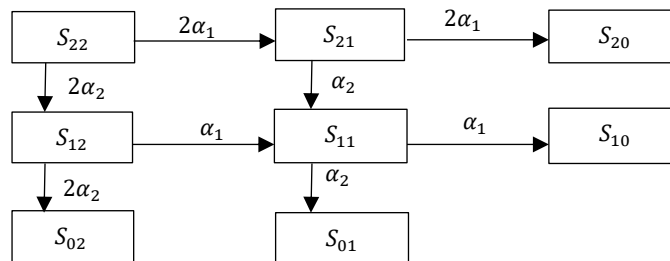 S₂₂ 2α₁ S₂₁ 2α₁ S₂₀
2α₂ α₂
S₁₂ α₁ S₁₁ α₁ S₁₀
2α₂ α₂
S₀₂ S₀₁